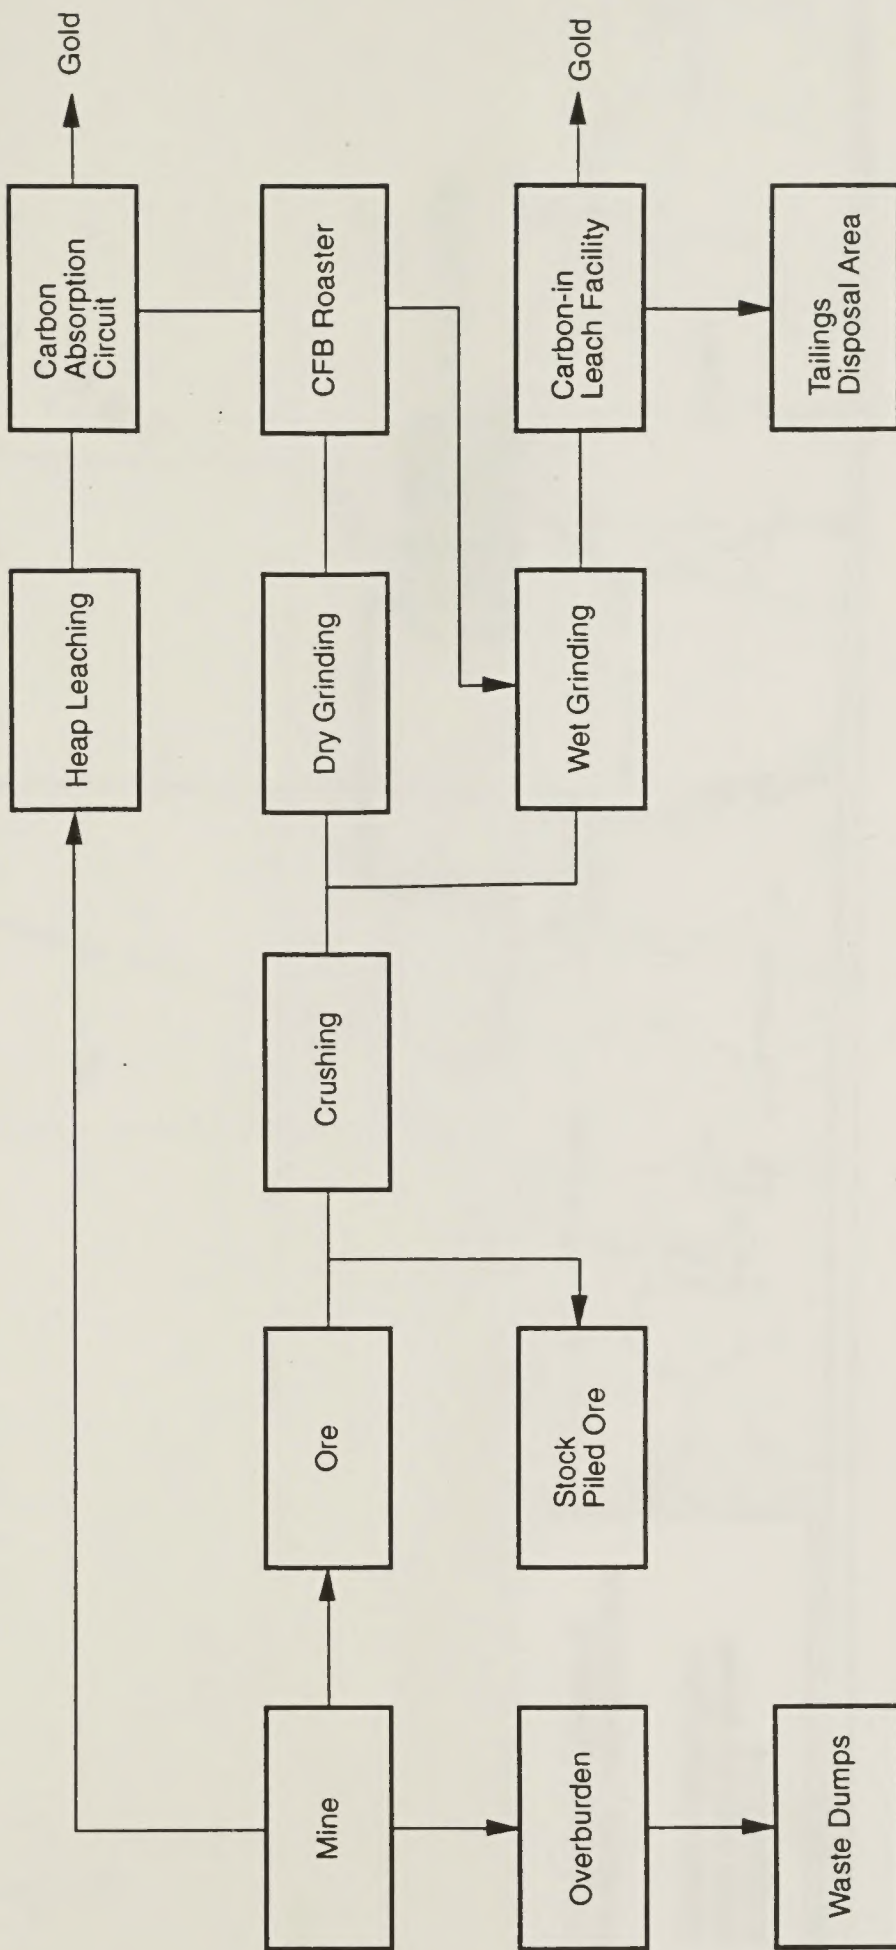 Heap Leaching
Carbon
Absorption
Circuit
Gold
Mine
Ore
Crushing
Dry Grinding
CFB Roaster
Overburden
Stock
Piled Ore
Wet Grinding
Carbon-in
Leach Facility
Gold
Waste Dumps
Tailings
Disposal Area